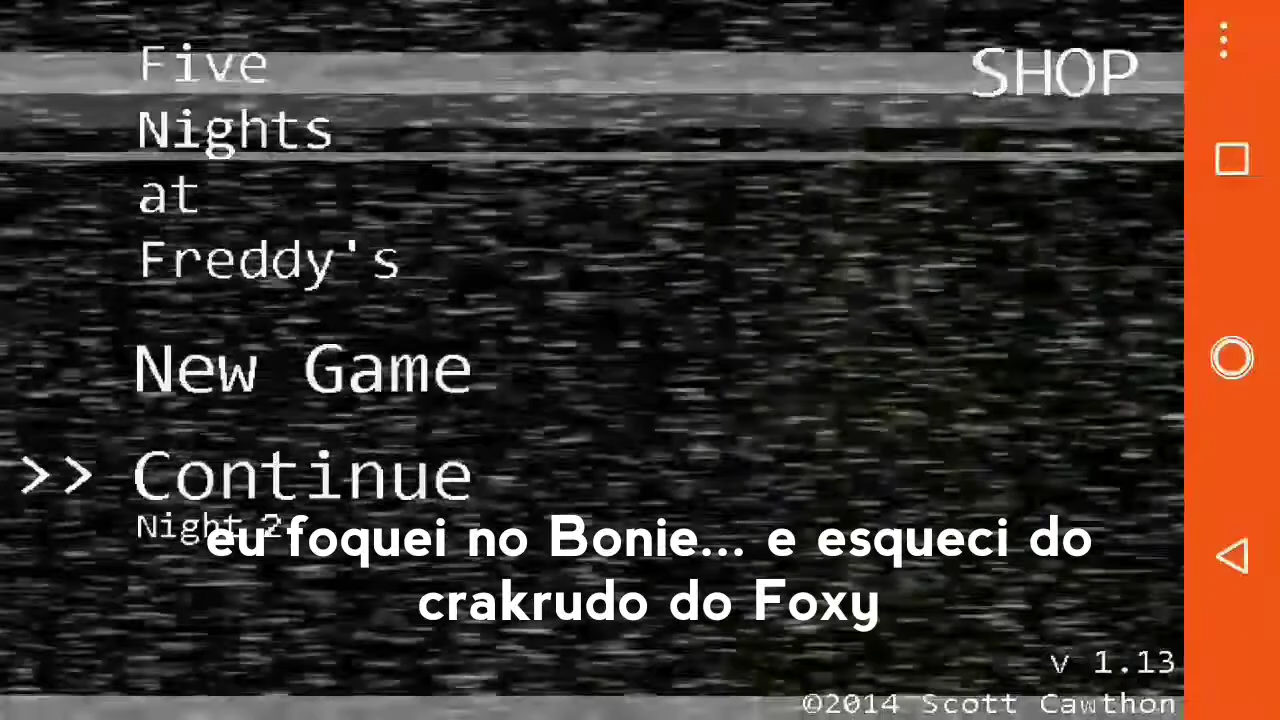 Five
Nights
at
Freddy's
SHOP
New Game
>> Continue
Night 2
eu foquei no Bonie... e esqueci do
crakrudo do Foxy
v 1.13
©2014 Scott Cawthon